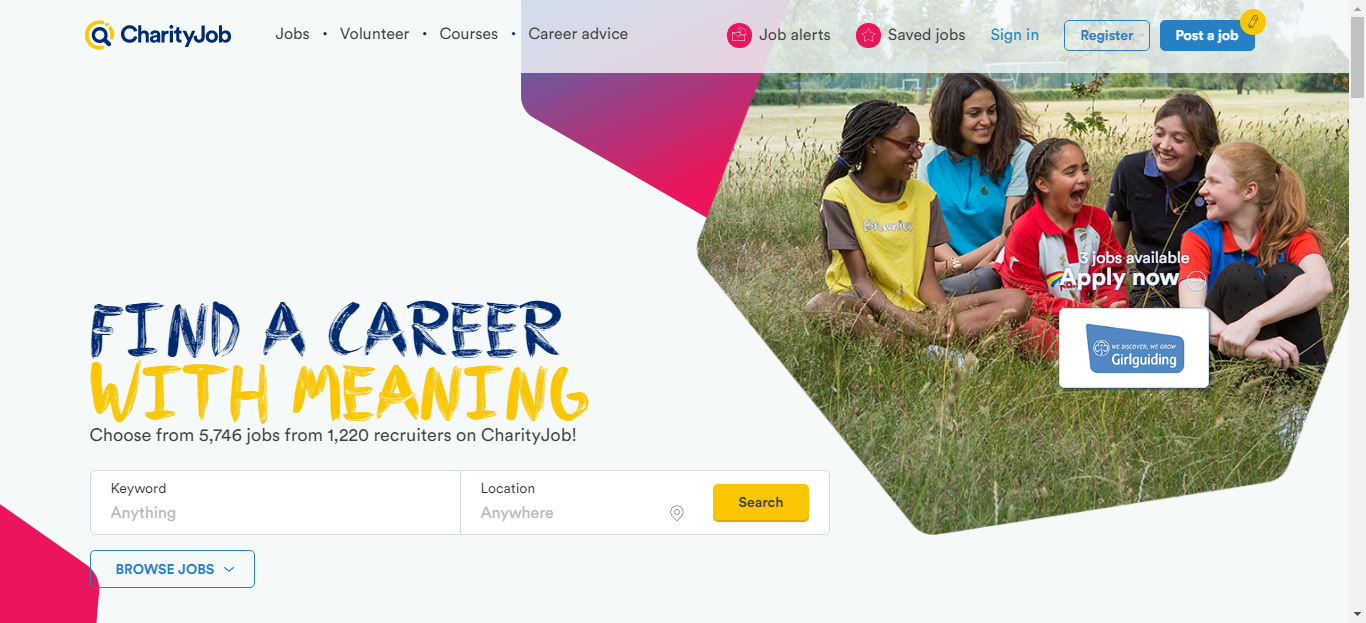 CharityJob
Jobs • Volunteer • Courses • Career advice
Job alerts
Saved jobs
Sign in
Register
Post a job
Brownies
3 jobs available
Apply now
WE DISCOVER, WE GROW
Girlguiding
FIND A CAREER
WITH MEANING
Choose from 5,746 jobs from 1,220 recruiters on CharityJob!
Keyword
Anything
Location
Anywhere
Search
BROWSE JOBS